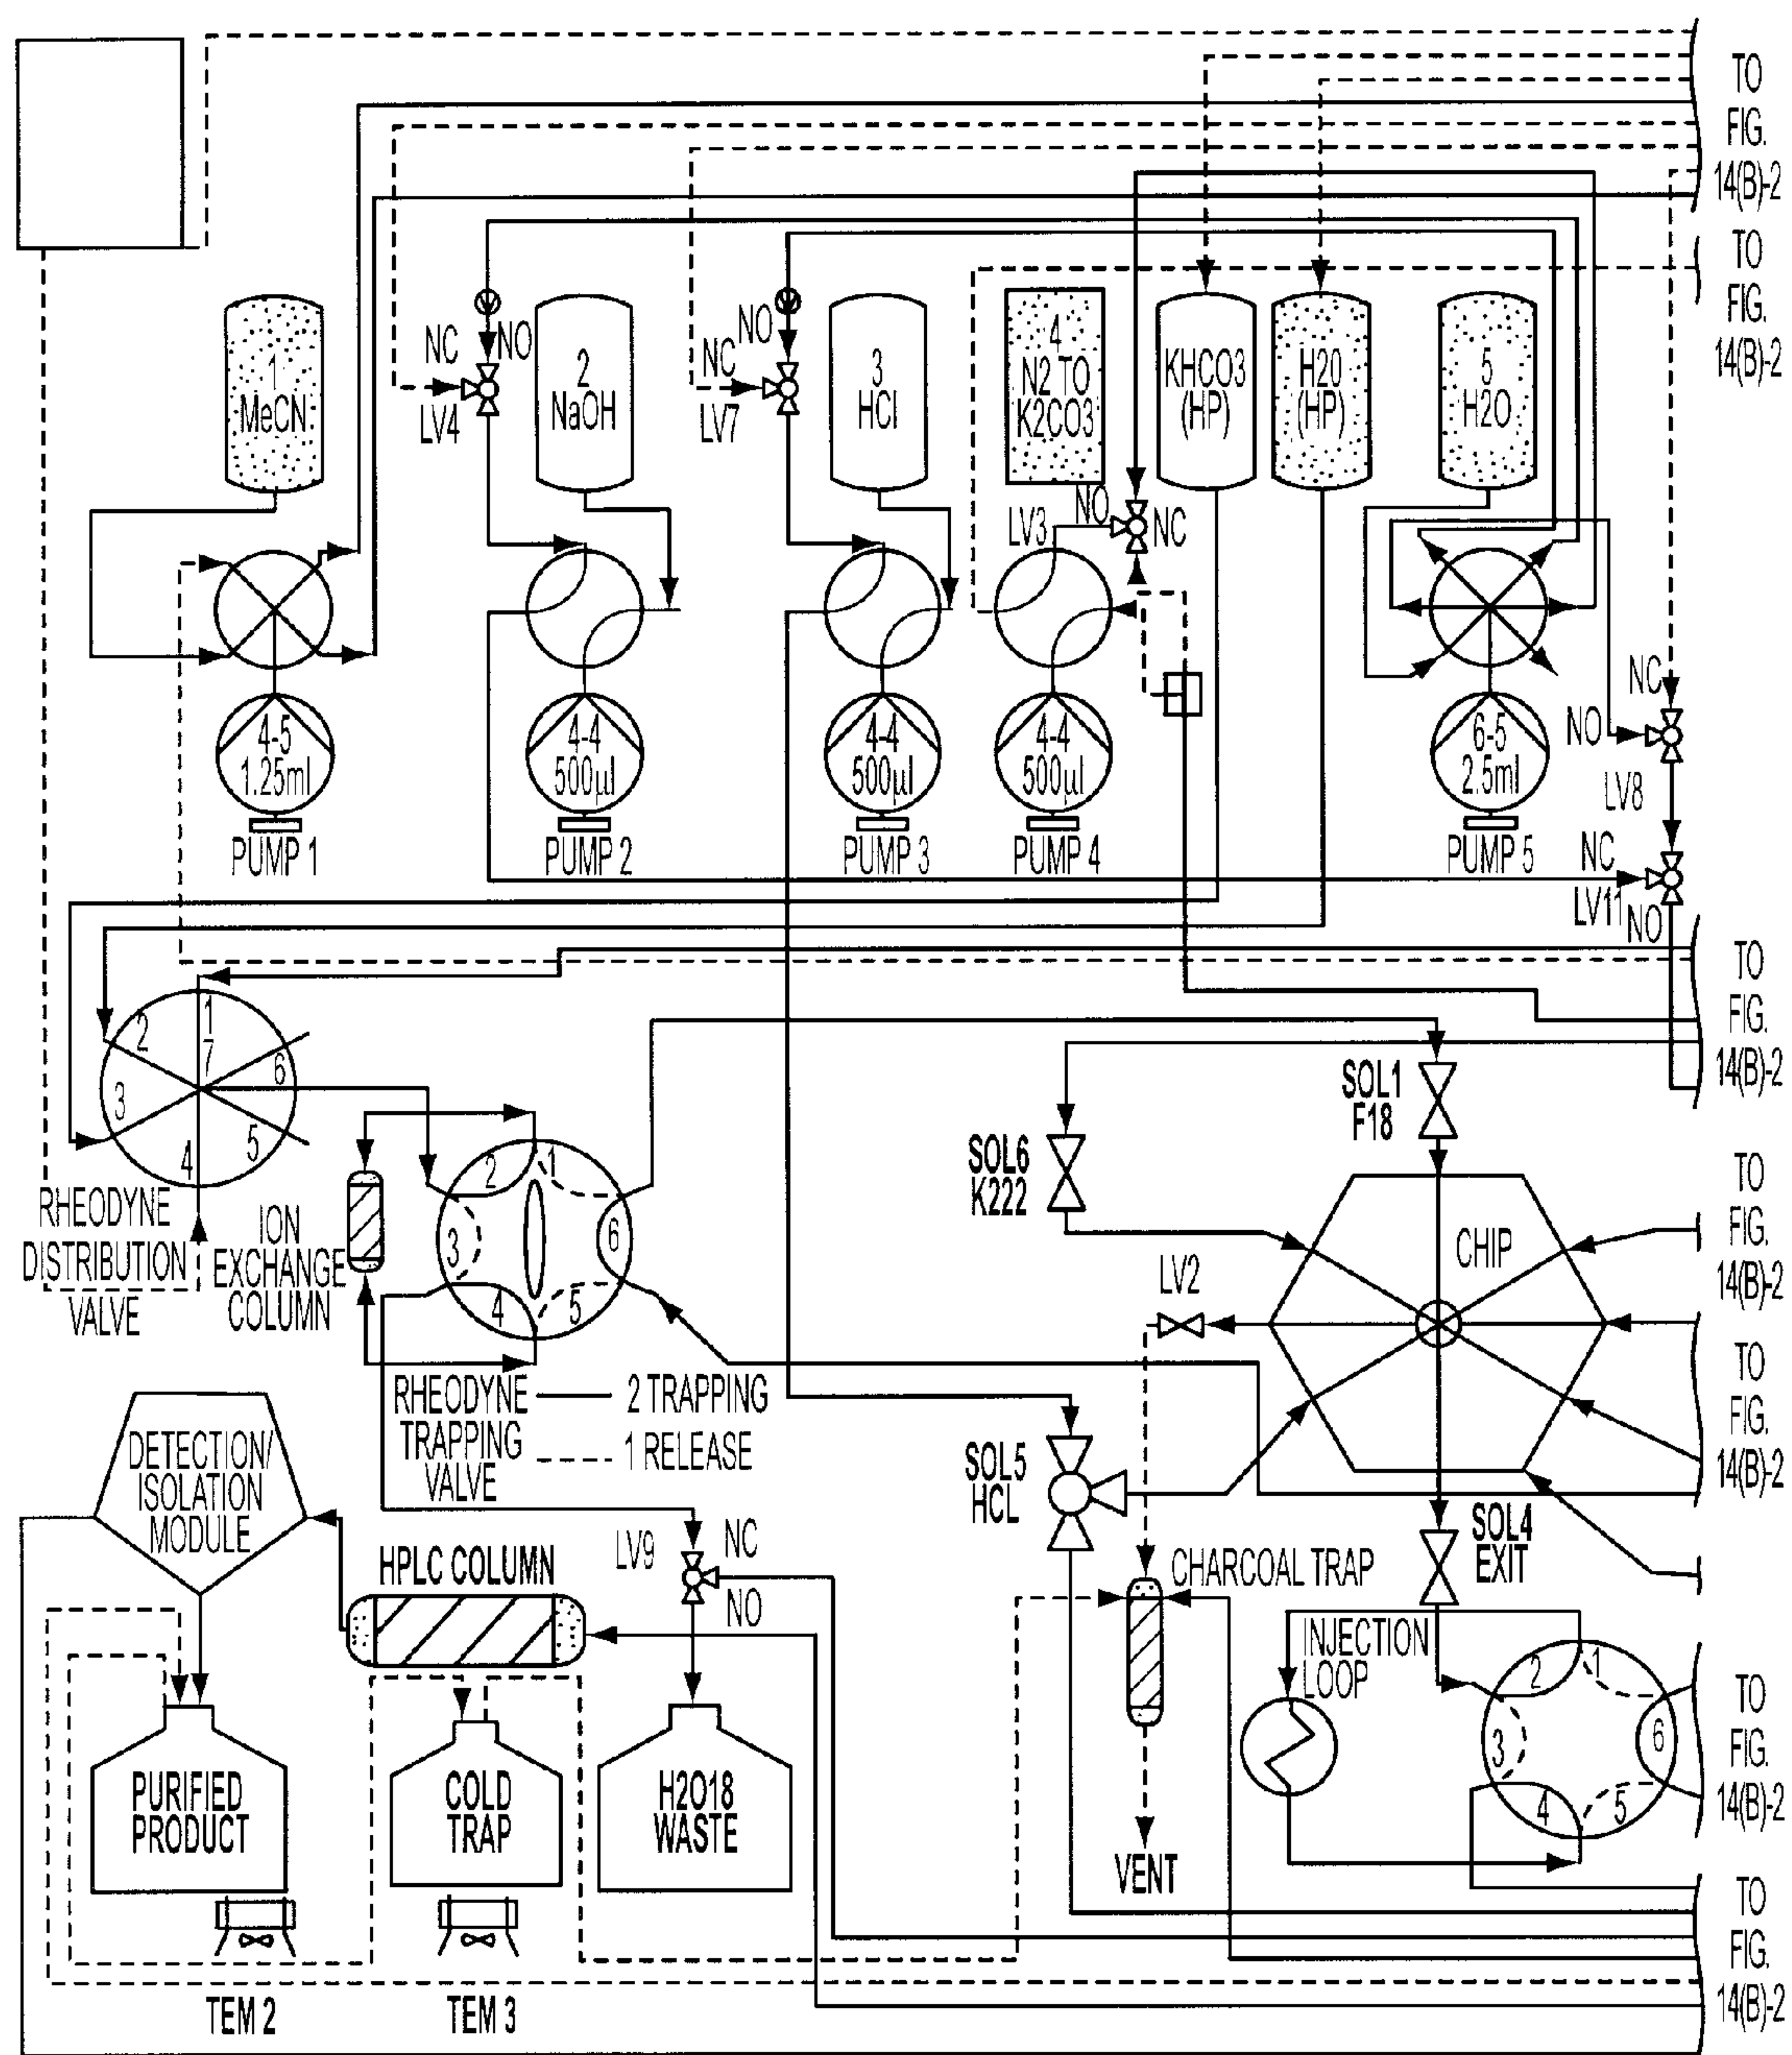 TO
FIG.
14(B)-2
TO
FIG.
14(B)-2
1
MeCN
NC
NO
LV4
2
NaOH
NC
NO
LV7
3
HCl
4
N2 TO
K2CO3
KHCO3
(HP)
H20
(HP)
5
H2O
LV3
NO
NC
NC
NO
LV8
4-5
1.25ml
PUMP 1
4-4
500µl
PUMP 2
4-4
500µl
PUMP 3
4-4
500µl
PUMP 4
6-5
2.5ml
PUMP 5
NC
LV11
NO
TO
FIG.
14(B)-2
1
2
3
4
5
6
7
RHEODYNE
DISTRIBUTION
VALVE
ION
EXCHANGE
COLUMN
1
2
3
4
5
6
RHEODYNE
TRAPPING
VALVE
2 TRAPPING
1 RELEASE
SOL1
F18
SOL6
K222
CHIP
LV2
TO
FIG.
14(B)-2
TO
FIG.
14(B)-2
SOL5
HCL
SOL4
EXIT
DETECTION/
ISOLATION
MODULE
HPLC COLUMN
LV9
NC
NO
CHARCOAL TRAP
INJECTION
LOOP
1
2
3
4
5
6
TO
FIG.
14(B)-2
PURIFIED
PRODUCT
COLD
TRAP
H2O18
WASTE
VENT
TO
FIG.
14(B)-2
TEM 2
TEM 3